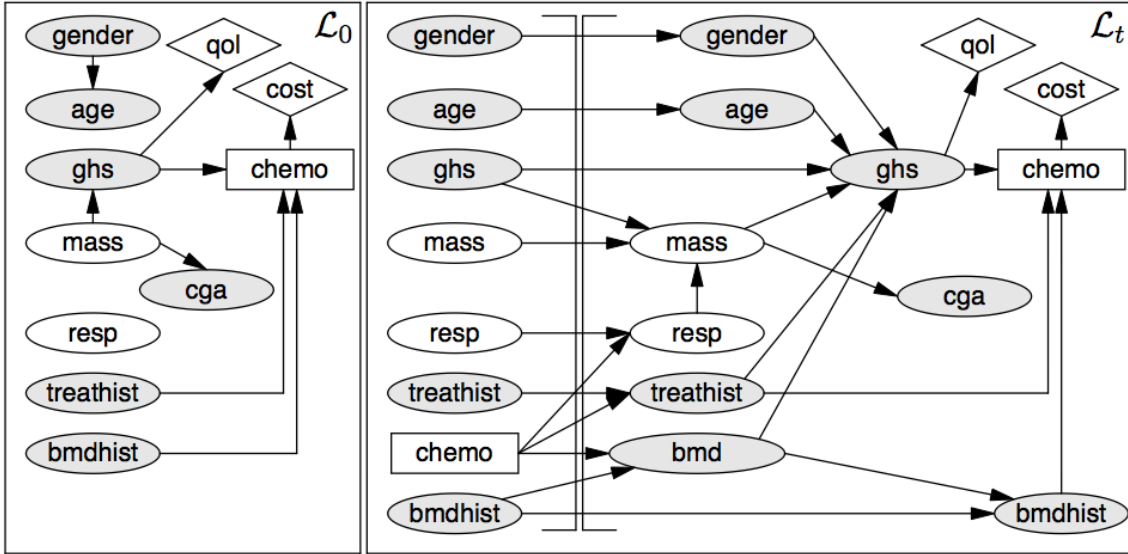 gender
qol
ℒ0
cost
age
ghs
chemo
mass
cga
resp
treathist
bmdhist
gender
gender
qol
ℒt
cost
age
age
ghs
ghs
chemo
mass
mass
cga
resp
resp
treathist
treathist
chemo
bmd
bmdhist
bmdhist